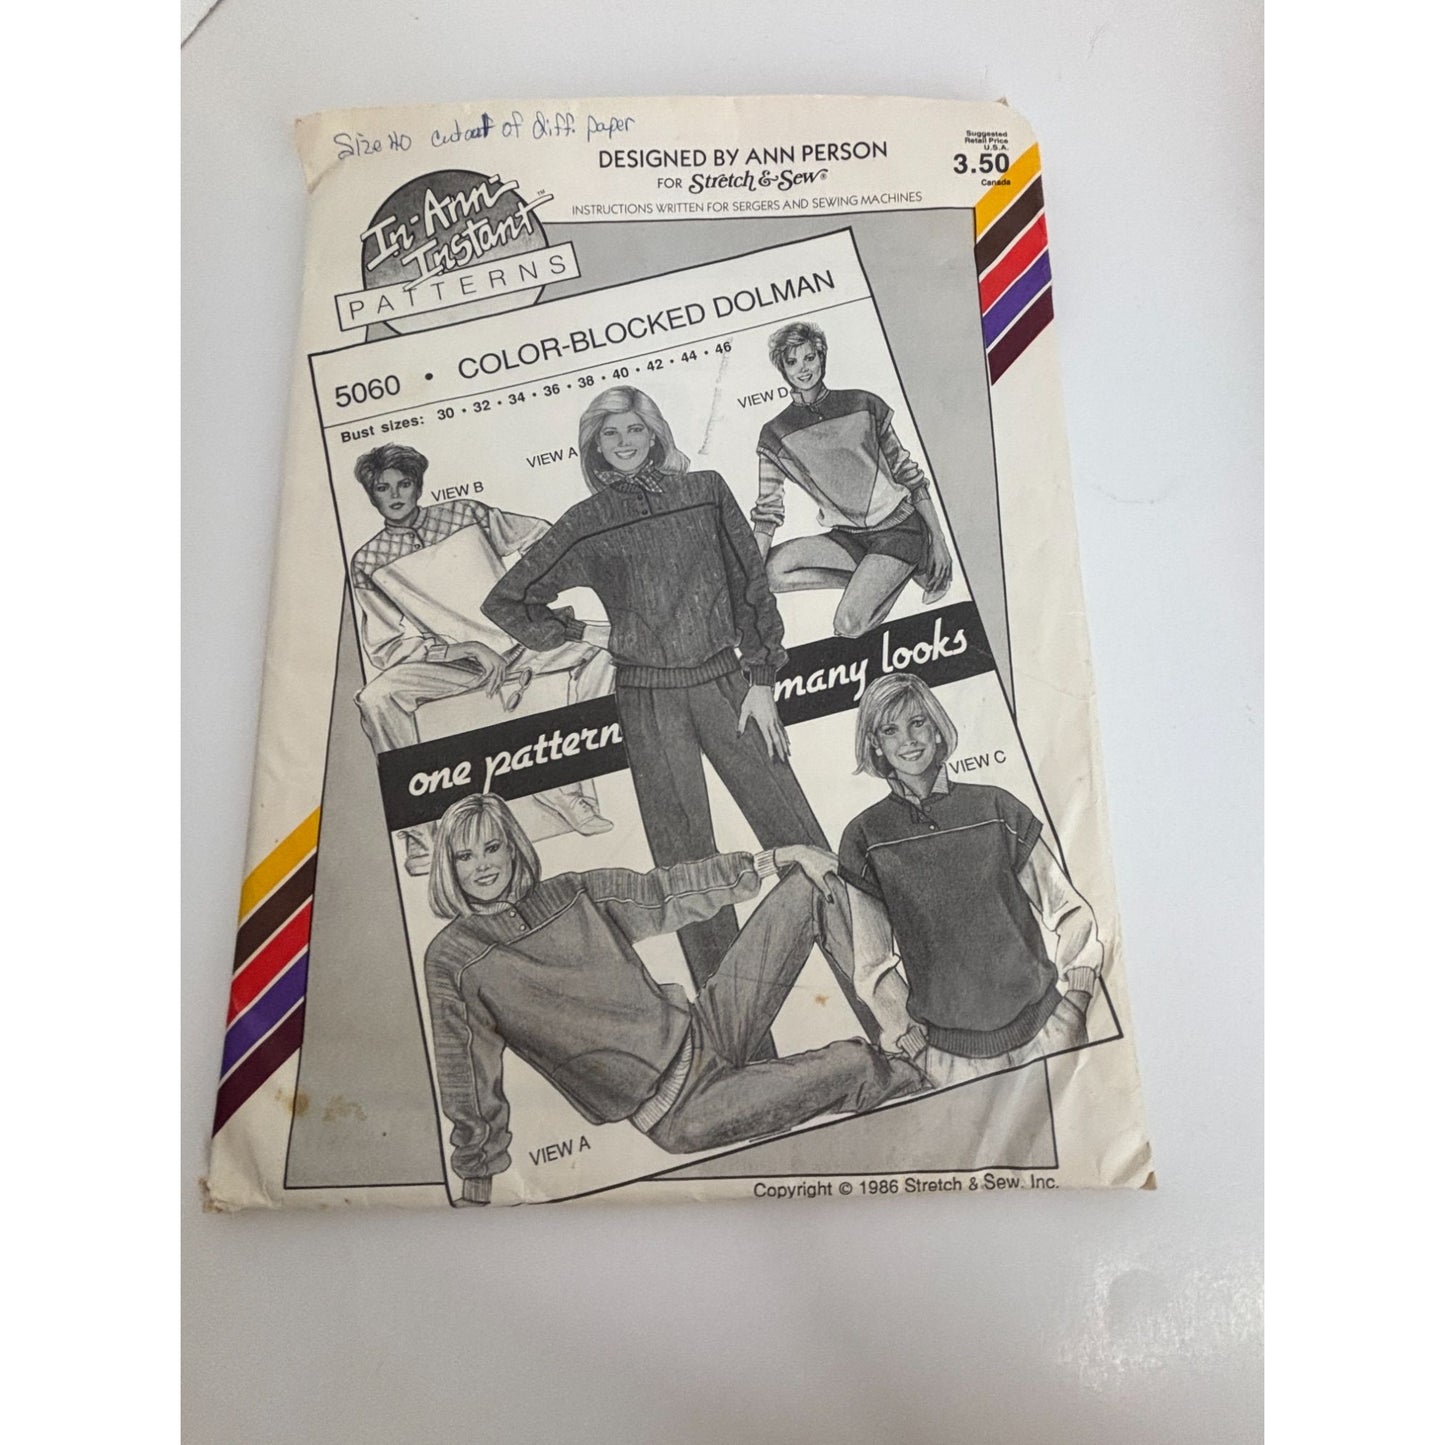 Size 40 cut out of diff. paper
DESIGNED BY ANN PERSON
FOR Stretch & Sew®
INSTRUCTIONS WRITTEN FOR SERGERS AND SEWING MACHINES
Suggested
Retail Price
U.S.A.
3.50
Canada
In-Ann-
Instant™
PATTERNS
5060 • COLOR-BLOCKED DOLMAN
Bust sizes: 30 • 32 • 34 • 36 • 38 • 40 • 42 • 44 • 46
VIEW D
VIEW A
VIEW B
one pattern
many looks
VIEW C
VIEW A
Copyright © 1986 Stretch & Sew, Inc.